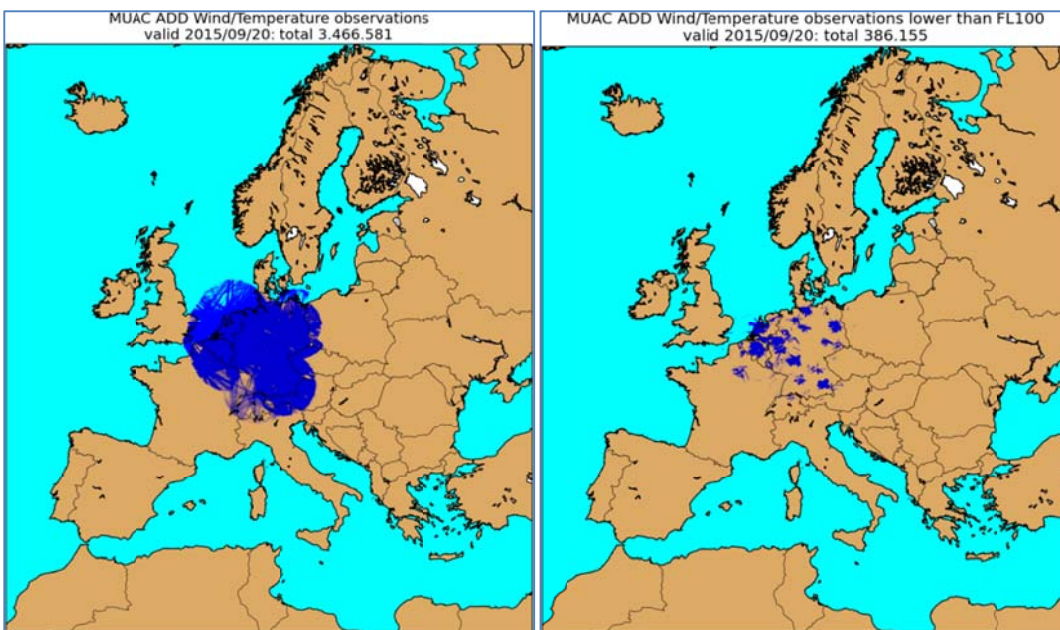 MUAC ADD Wind/Temperature observations
valid 2015/09/20: total 3.466.581
MUAC ADD Wind/Temperature observations lower than FL100
valid 2015/09/20: total 386.155